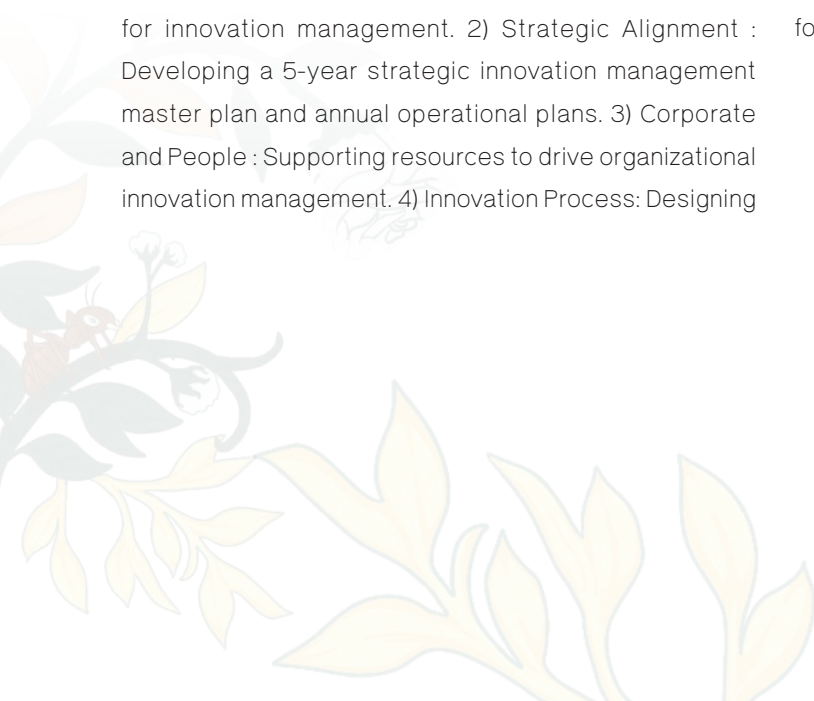 for innovation management. 2) Strategic Alignment :
Developing a 5-year strategic innovation management
master plan and annual operational plans. 3) Corporate
and People : Supporting resources to drive organizational
innovation management. 4) Innovation Process: Designing